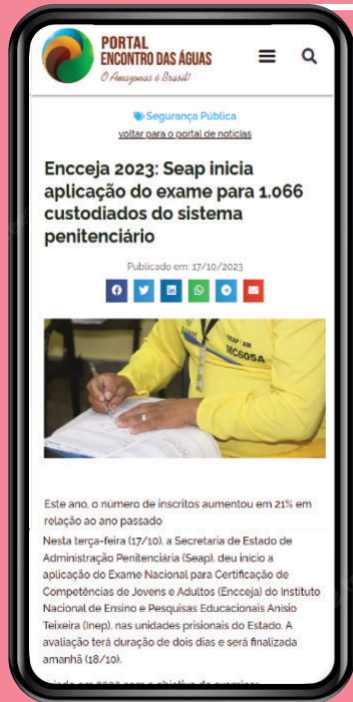 PORTAL
ENCONTRO DAS ÁGUAS
O Amazonas é Brasil!
Segurança Pública
voltar para o portal de notícias
Encceja 2023: Seap inicia
aplicação do exame para 1.066
custodiados do sistema
penitenciário
Publicado em: 17/10/2023
SEAP/AM
MC605A
Este ano, o número de inscritos aumentou em 21% em
relação ao ano passado
Nesta terça-feira (17/10), a Secretaria de Estado de
Administração Penitenciária (Seap), deu início a
aplicação do Exame Nacional para Certificação de
Competências de Jovens e Adultos (Encceja) do Instituto
Nacional de Ensino e Pesquisas Educacionais Anísio
Teixeira (Inep), nas unidades prisionais do Estado. A
avaliação terá duração de dois dias e será finalizada
amanhã (18/10).